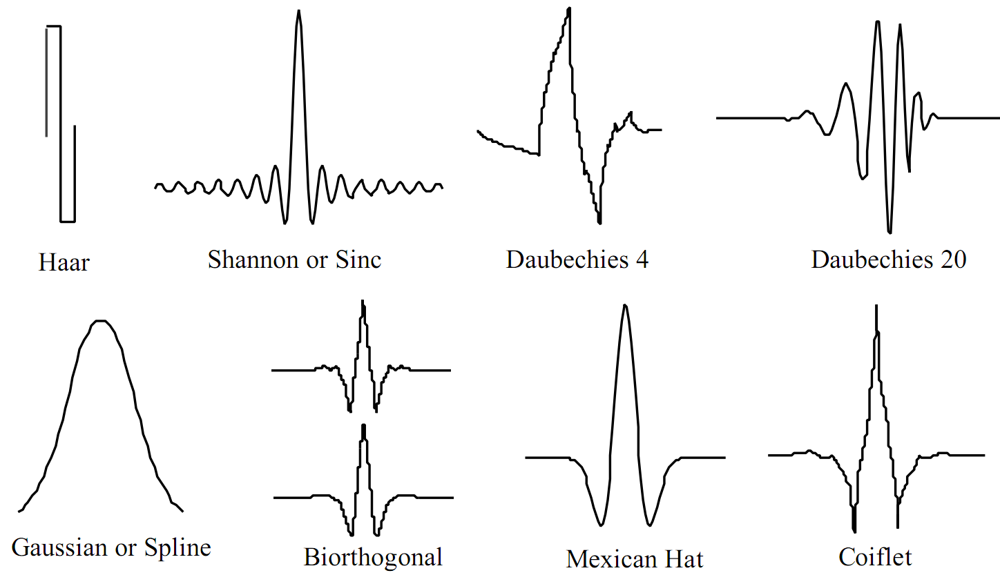 Haar
Shannon or Sinc
Daubechies 4
Daubechies 20
Gaussian or Spline
Biorthogonal
Mexican Hat
Coiflet